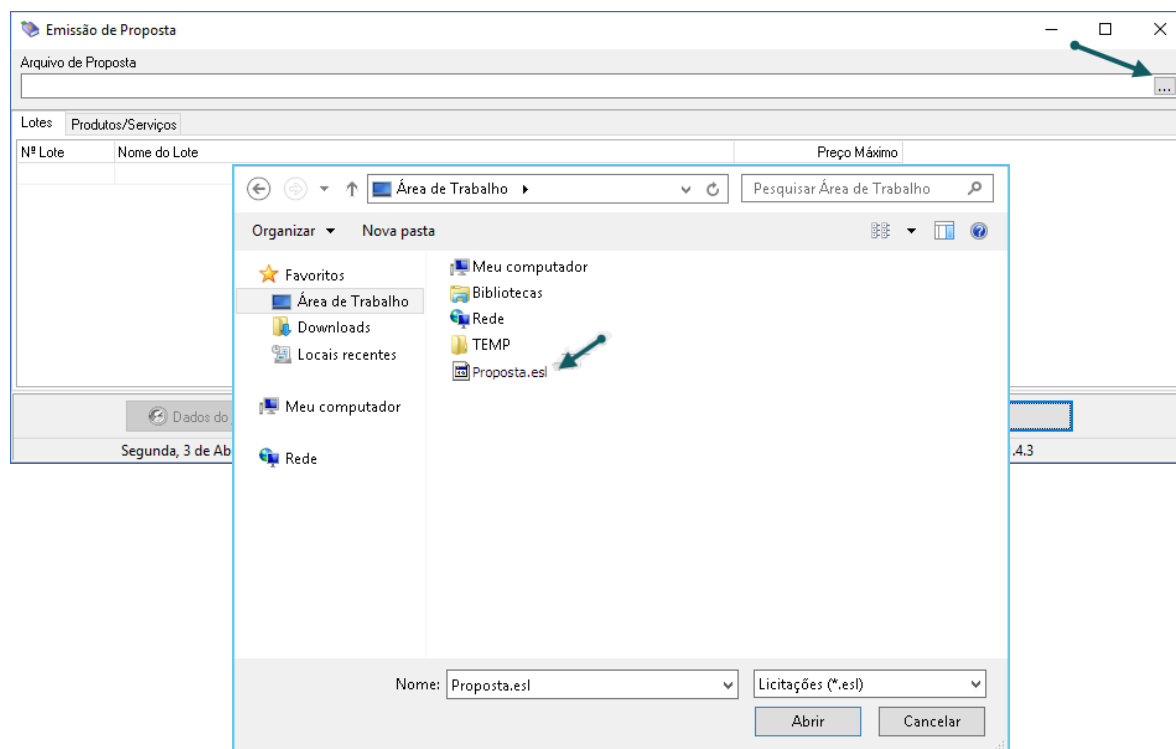 Emissão de Proposta
Arquivo de Proposta
...
Lotes Produtos/Serviços
Nº Lote Nome do Lote Preço Máximo
Área de Trabalho Pesquisar Área de Trabalho
Organizar Nova pasta
Favoritos
Área de Trabalho
Downloads
Locais recentes
Meu computador
Rede
Meu computador
Bibliotecas
Rede
TEMP
Proposta.esl
Dados do
Segunda, 3 de Ab
.4.3
Nome: Proposta.esl Licitações (*.esl)
Abrir Cancelar